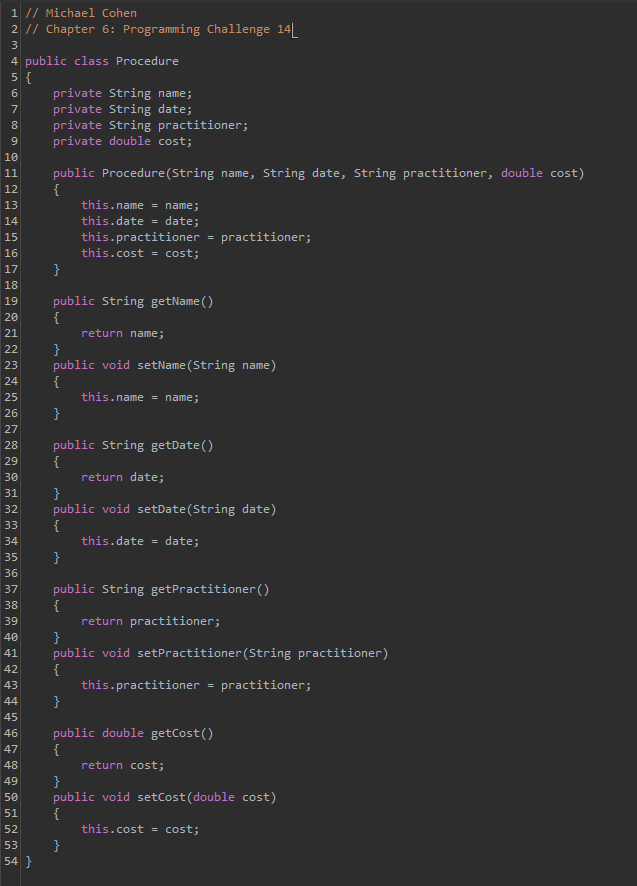 1 // Michael Cohen
2 // Chapter 6: Programming Challenge 14
3
4 public class Procedure
5 {
6     private String name;
7     private String date;
8     private String practitioner;
9     private double cost;
10
11     public Procedure(String name, String date, String practitioner, double cost)
12     {
13         this.name = name;
14         this.date = date;
15         this.practitioner = practitioner;
16         this.cost = cost;
17     }
18
19     public String getName()
20     {
21         return name;
22     }
23     public void setName(String name)
24     {
25         this.name = name;
26     }
27
28     public String getDate()
29     {
30         return date;
31     }
32     public void setDate(String date)
33     {
34         this.date = date;
35     }
36
37     public String getPractitioner()
38     {
39         return practitioner;
40     }
41     public void setPractitioner(String practitioner)
42     {
43         this.practitioner = practitioner;
44     }
45
46     public double getCost()
47     {
48         return cost;
49     }
50     public void setCost(double cost)
51     {
52         this.cost = cost;
53     }
54 }